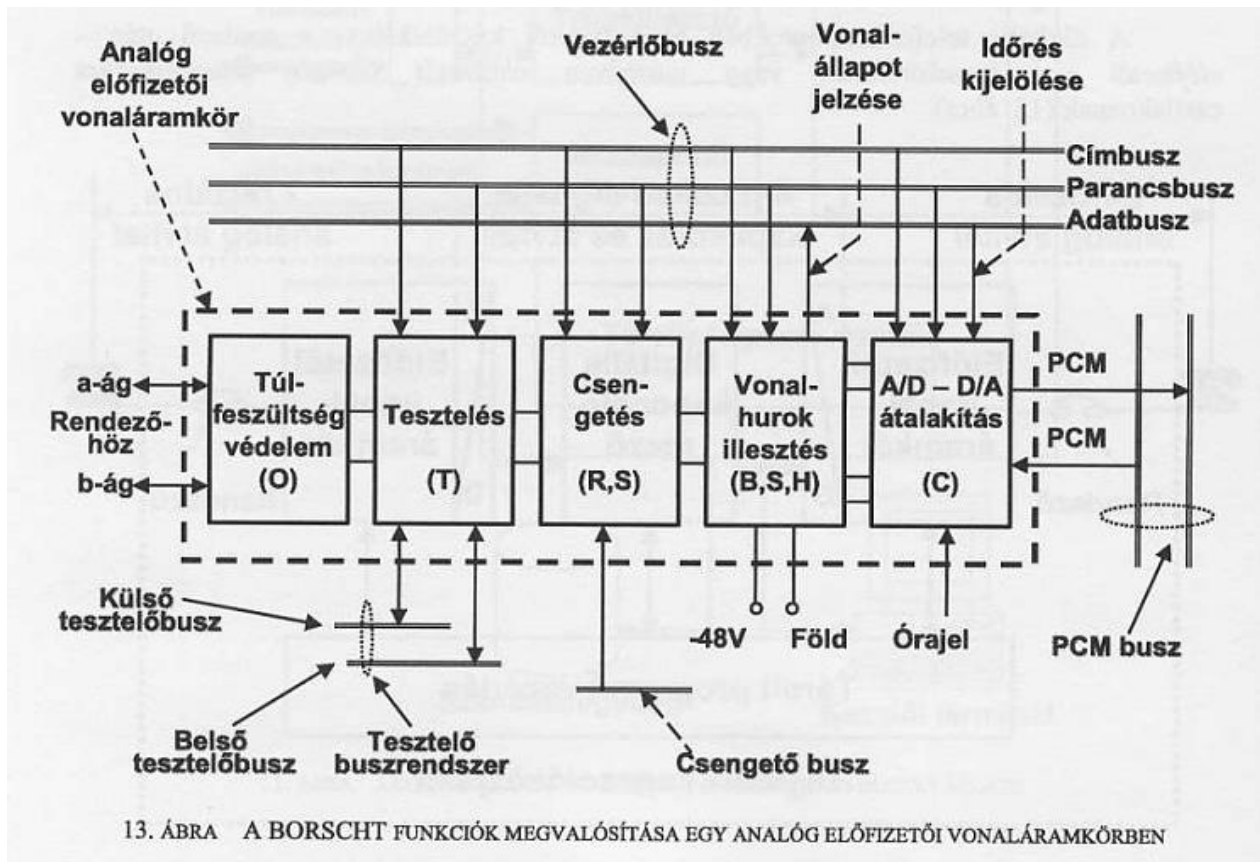 Analóg
előfizetői
vonaláramkör
Vezérlőbusz
Vonal-
állapot
jelzése
Időrés
kijelölése
Címbusz
Parancsbusz
Adatbusz
a-ág
Rendező-
höz
b-ág
Túl-
feszültség
védelem
(O)
Tesztelés
(T)
Csen-
getés
(R,S)
Vonal-
hurok
illesztés
(B,S,H)
A/D – D/A
átalakítás
(C)
PCM
PCM
Külső
tesztelőbusz
-48V
Föld
Órajel
PCM busz
Belső
tesztelőbusz
Tesztelő
buszrendszer
Csengető busz
13. ÁBRA A BORSCHT FUNKCIÓK MEGVALÓSÍTÁSA EGY ANALÓG ELŐFIZETŐI VONALÁRAMKÖRBEN